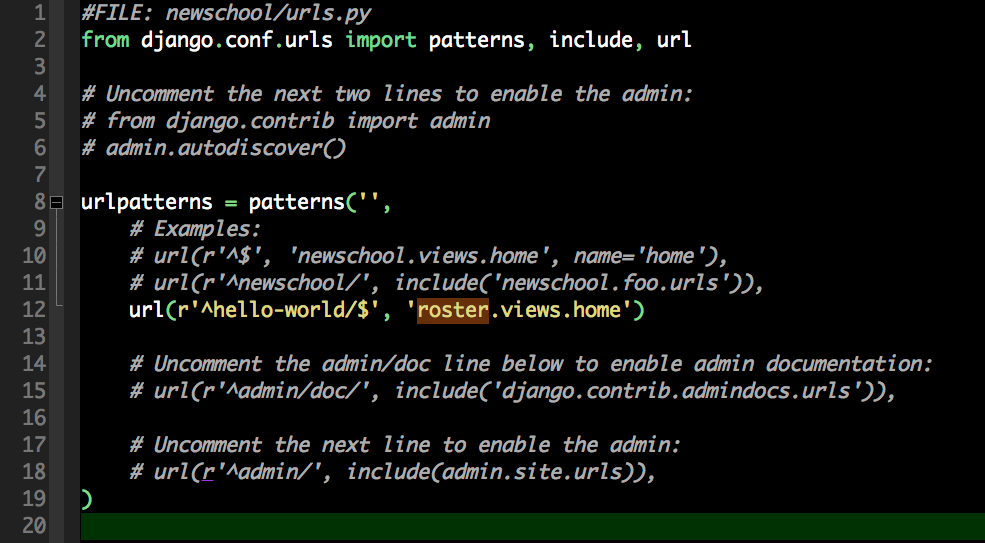 1 #FILE: newschool/urls.py
2 from django.conf.urls import patterns, include, url
3
4 # Uncomment the next two lines to enable the admin:
5 # from django.contrib import admin
6 # admin.autodiscover()
7
8 urlpatterns = patterns('',
9     # Examples:
10     # url(r'^$', 'newschool.views.home', name='home'),
11     # url(r'^newschool/', include('newschool.foo.urls')),
12     url(r'^hello-world/$', 'roster.views.home')
13
14     # Uncomment the admin/doc line below to enable admin documentation:
15     # url(r'^admin/doc/', include('django.contrib.admindocs.urls')),
16
17     # Uncomment the next line to enable the admin:
18     # url(r'^admin/', include(admin.site.urls)),
19 )
20